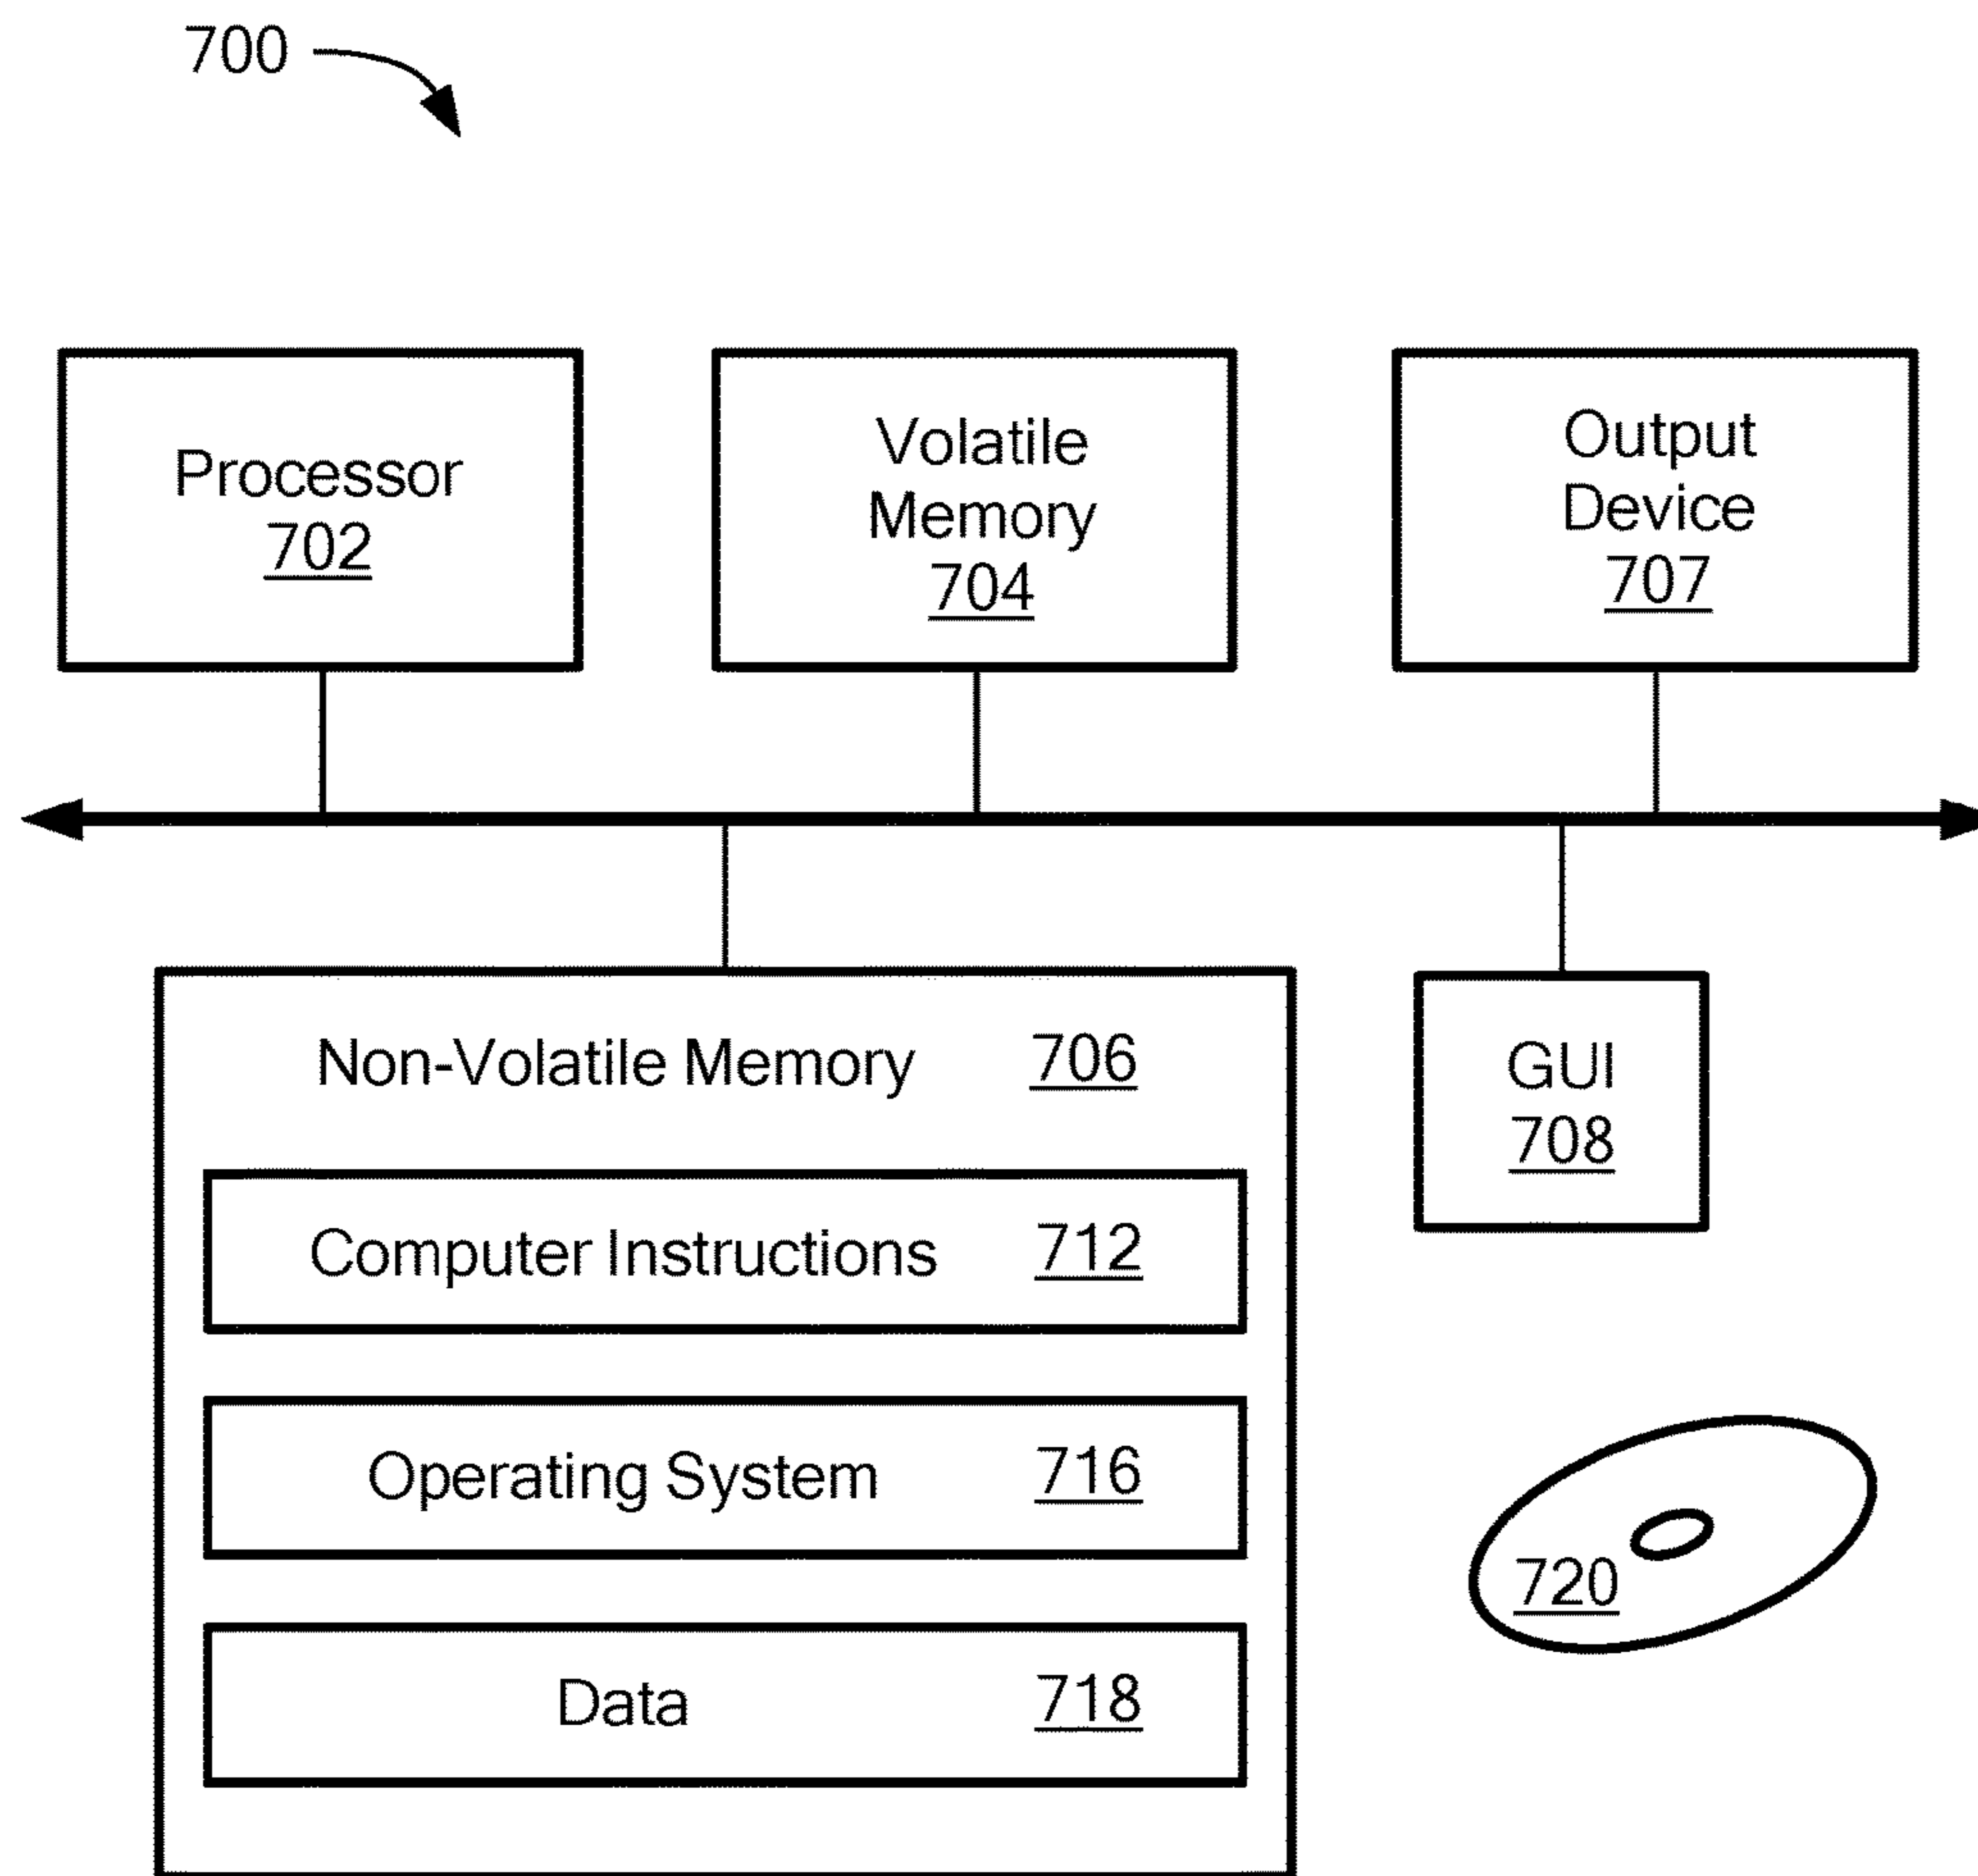 700
Processor
702
Volatile
Memory
704
Output
Device
707
Non-Volatile Memory 706
Computer Instructions 712
Operating System 716
Data 718
GUI
708
720